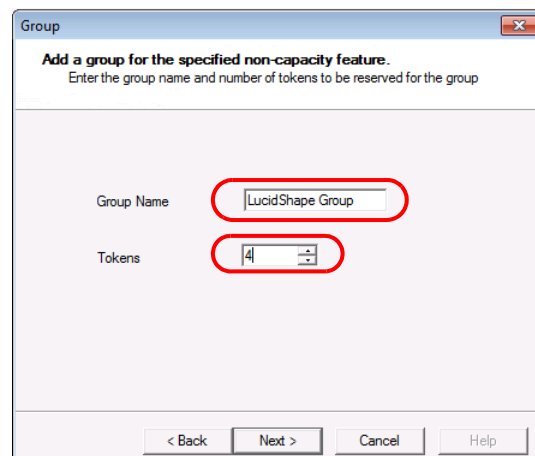 Group
Add a group for the specified non-capacity feature.
Enter the group name and number of tokens to be reserved for the group
Group Name
LucidShape Group
Tokens
4
< Back
Next >
Cancel
Help